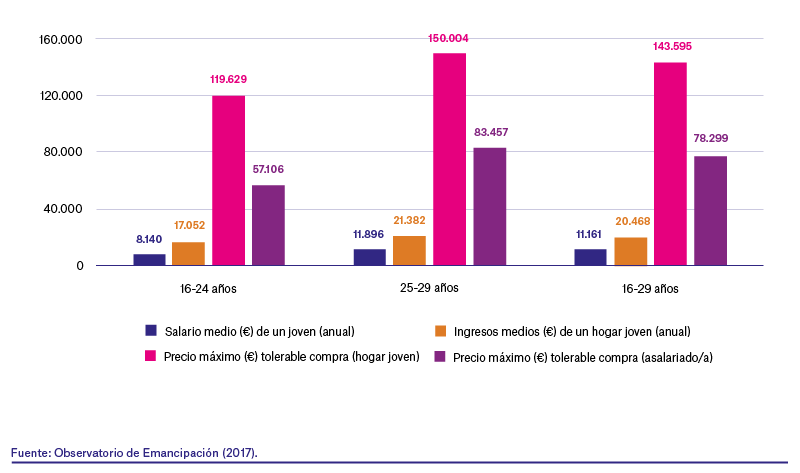 160.000
120.000
80.000
40.000
0
8.140
17.052
119.629
57.106
11.896
21.382
150.004
83.457
11.161
20.468
143.595
78.299
16-24 años
25-29 años
16-29 años
Salario medio (€) de un joven (anual)
Ingresos medios (€) de un hogar joven (anual)
Precio máximo (€) tolerable compra (hogar joven)
Precio máximo (€) tolerable compra (asalariado/a)
Fuente: Observatorio de Emancipación (2017).